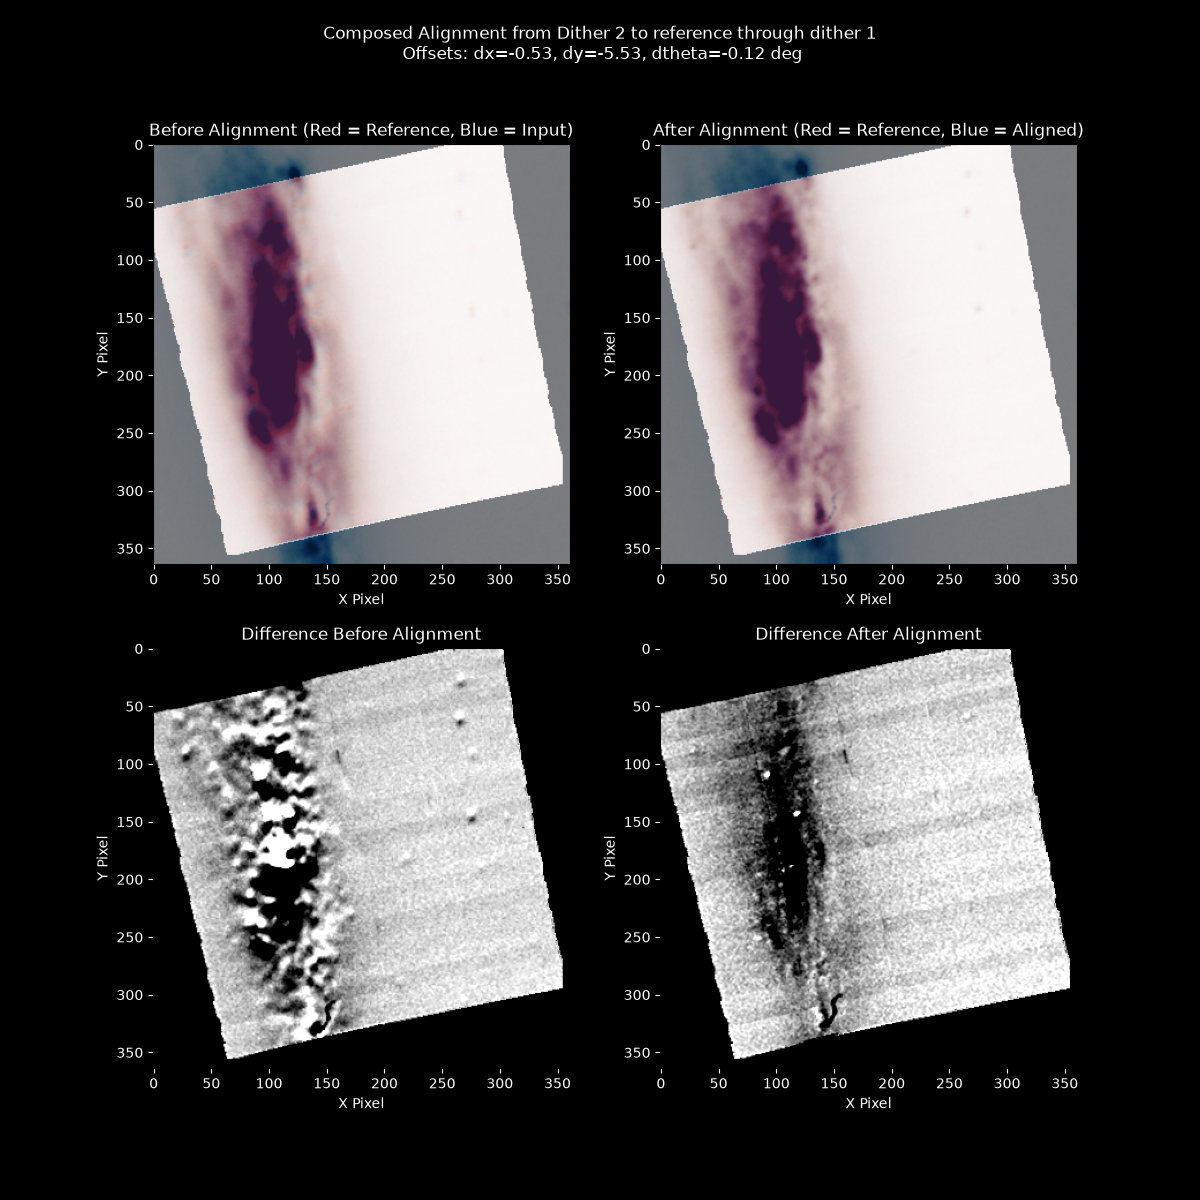 Composed Alignment from Dither 2 to reference through dither 1
Offsets: dx=-0.53, dy=-5.53, dtheta=-0.12 deg
Before Alignment (Red = Reference, Blue = Input)
0
50
100
150
200
250
300
350
Y Pixel
0 50 100 150 200 250 300 350
X Pixel
After Alignment (Red = Reference, Blue = Aligned)
0
50
100
150
200
250
300
350
Y Pixel
0 50 100 150 200 250 300 350
X Pixel
Difference Before Alignment
0
50
100
150
200
250
300
350
Y Pixel
0 50 100 150 200 250 300 350
X Pixel
Difference After Alignment
0
50
100
150
200
250
300
350
Y Pixel
0 50 100 150 200 250 300 350
X Pixel